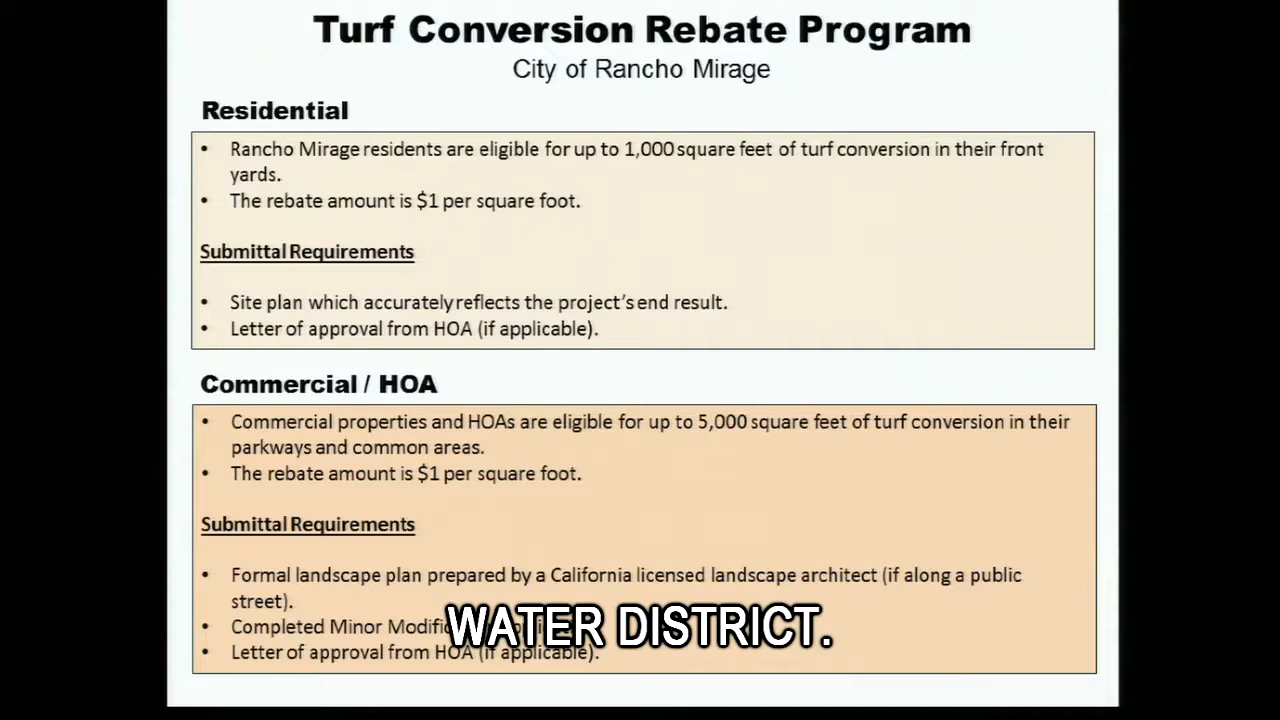 Turf Conversion Rebate Program
City of Rancho Mirage
Residential
• Rancho Mirage residents are eligible for up to 1,000 square feet of turf conversion in their front
yards.
• The rebate amount is $1 per square foot.
Submittal Requirements
• Site plan which accurately reflects the project's end result.
• Letter of approval from HOA (if applicable).
Commercial / HOA
• Commercial properties and HOAs are eligible for up to 5,000 square feet of turf conversion in their
parkways and common areas.
• The rebate amount is $1 per square foot.
Submittal Requirements
• Formal landscape plan prepared by a California licensed landscape architect (if along a public
street).
• Completed Minor
• Letter of approval from HOA (if applicable).
WATER DISTRICT.